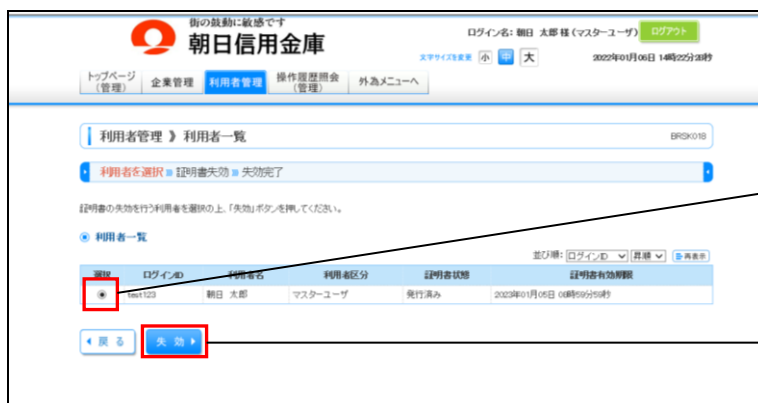 街の鼓動に敏感です
朝日信用金庫
ログイン名：朝日 太郎 様 (マスターユーザ) ログアウト
文字サイズを変更 小 中 大 2022年01月06日 14時22分28秒
トップページ（管理） 企業管理 利用者管理 操作履歴照会（管理） 外為メニューへ
利用者管理 》 利用者一覧 BRSK018
利用者を選択 » 証明書失効 » 失効完了
証明書の失効を行う利用者を選択の上、「失効」ボタンを押してください。
利用者一覧
並び順： ログインID 昇順 再表示
選択 ログインID 利用者名 利用者区分 証明書状態 証明書有効期限
test123 朝日 太郎 マスターユーザ 発行済み 2023年01月05日 08時59分59秒
戻る 失効